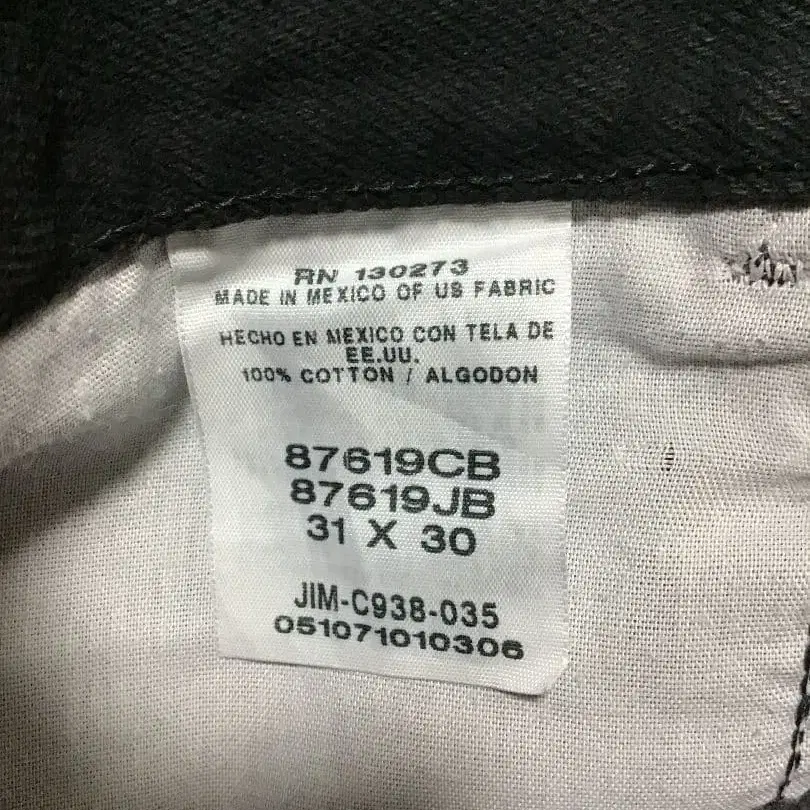 RN 130273
MADE IN MEXICO OF US FABRIC
HECHO EN MEXICO CON TELA DE
EE.UU.
100% COTTON / ALGODON
87619CB
87619JB
31 X 30
JIM-C938-035
051071010306